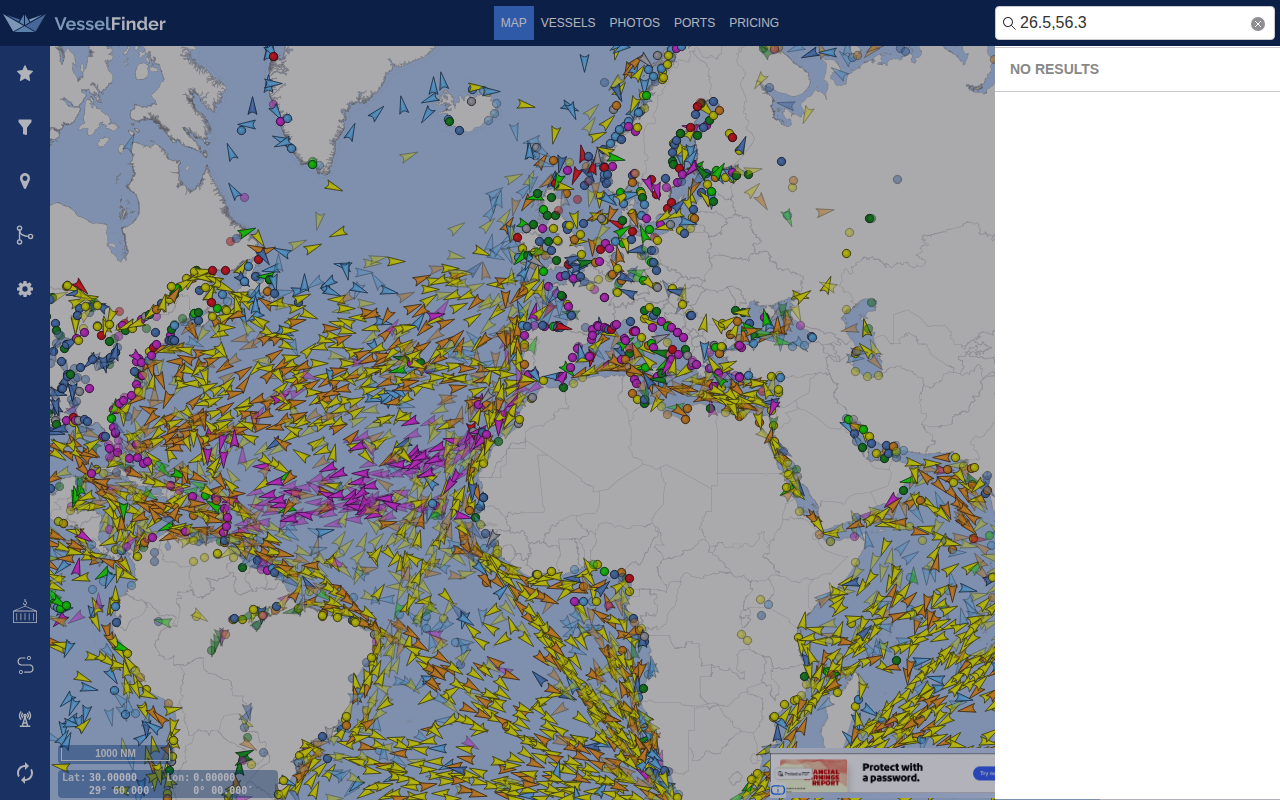 VesselFinder
MAP VESSELS PHOTOS PORTS PRICING
26.5,56.3
NO RESULTS
1000 NM
Lat: 30.00000 Lon: 0.00000
29° 60.000' 0° 00.000'
Protect with
a password.